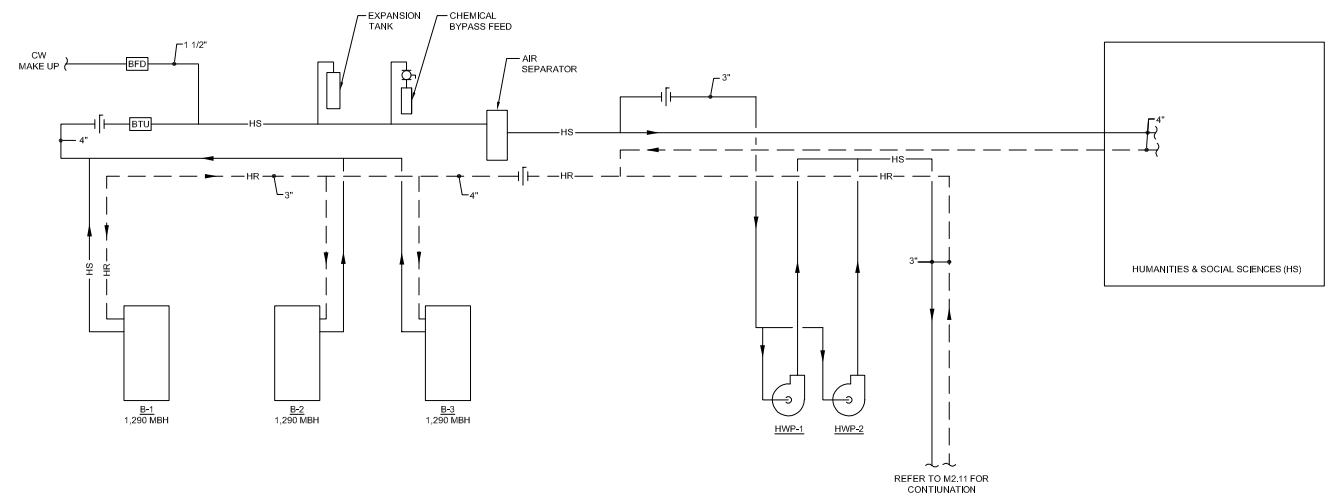 EXPANSION
TANK
CHEMICAL
BYPASS FEED
1 1/2"
CW
MAKE UP
BFD
AIR
SEPARATOR
3"
BTU
HS
HS
4"
4"
HS
HR
3"
4"
HR
HR
HS
HR
3"
HUMANITIES & SOCIAL SCIENCES (HS)
B-1
1,290 MBH
B-2
1,290 MBH
B-3
1,290 MBH
HWP-1
HWP-2
REFER TO M2.11 FOR
CONTIUNATION